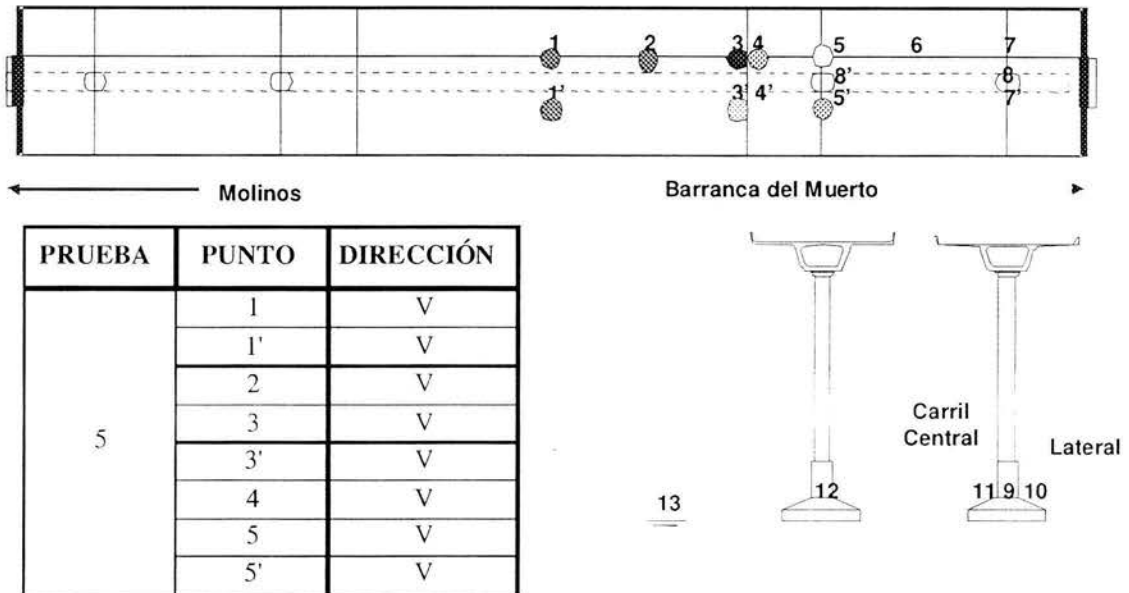 1 2 3 4 5 6 7
8' 8
1' 3' 4' 5' 7'
Molinos Barranca del Muerto
PRUEBA PUNTO DIRECCIÓN
5
1 V
1' V
2 V
3 V
3' V
4 V
5 V
5' V
Carril
Central
Lateral
13 12 11 9 10